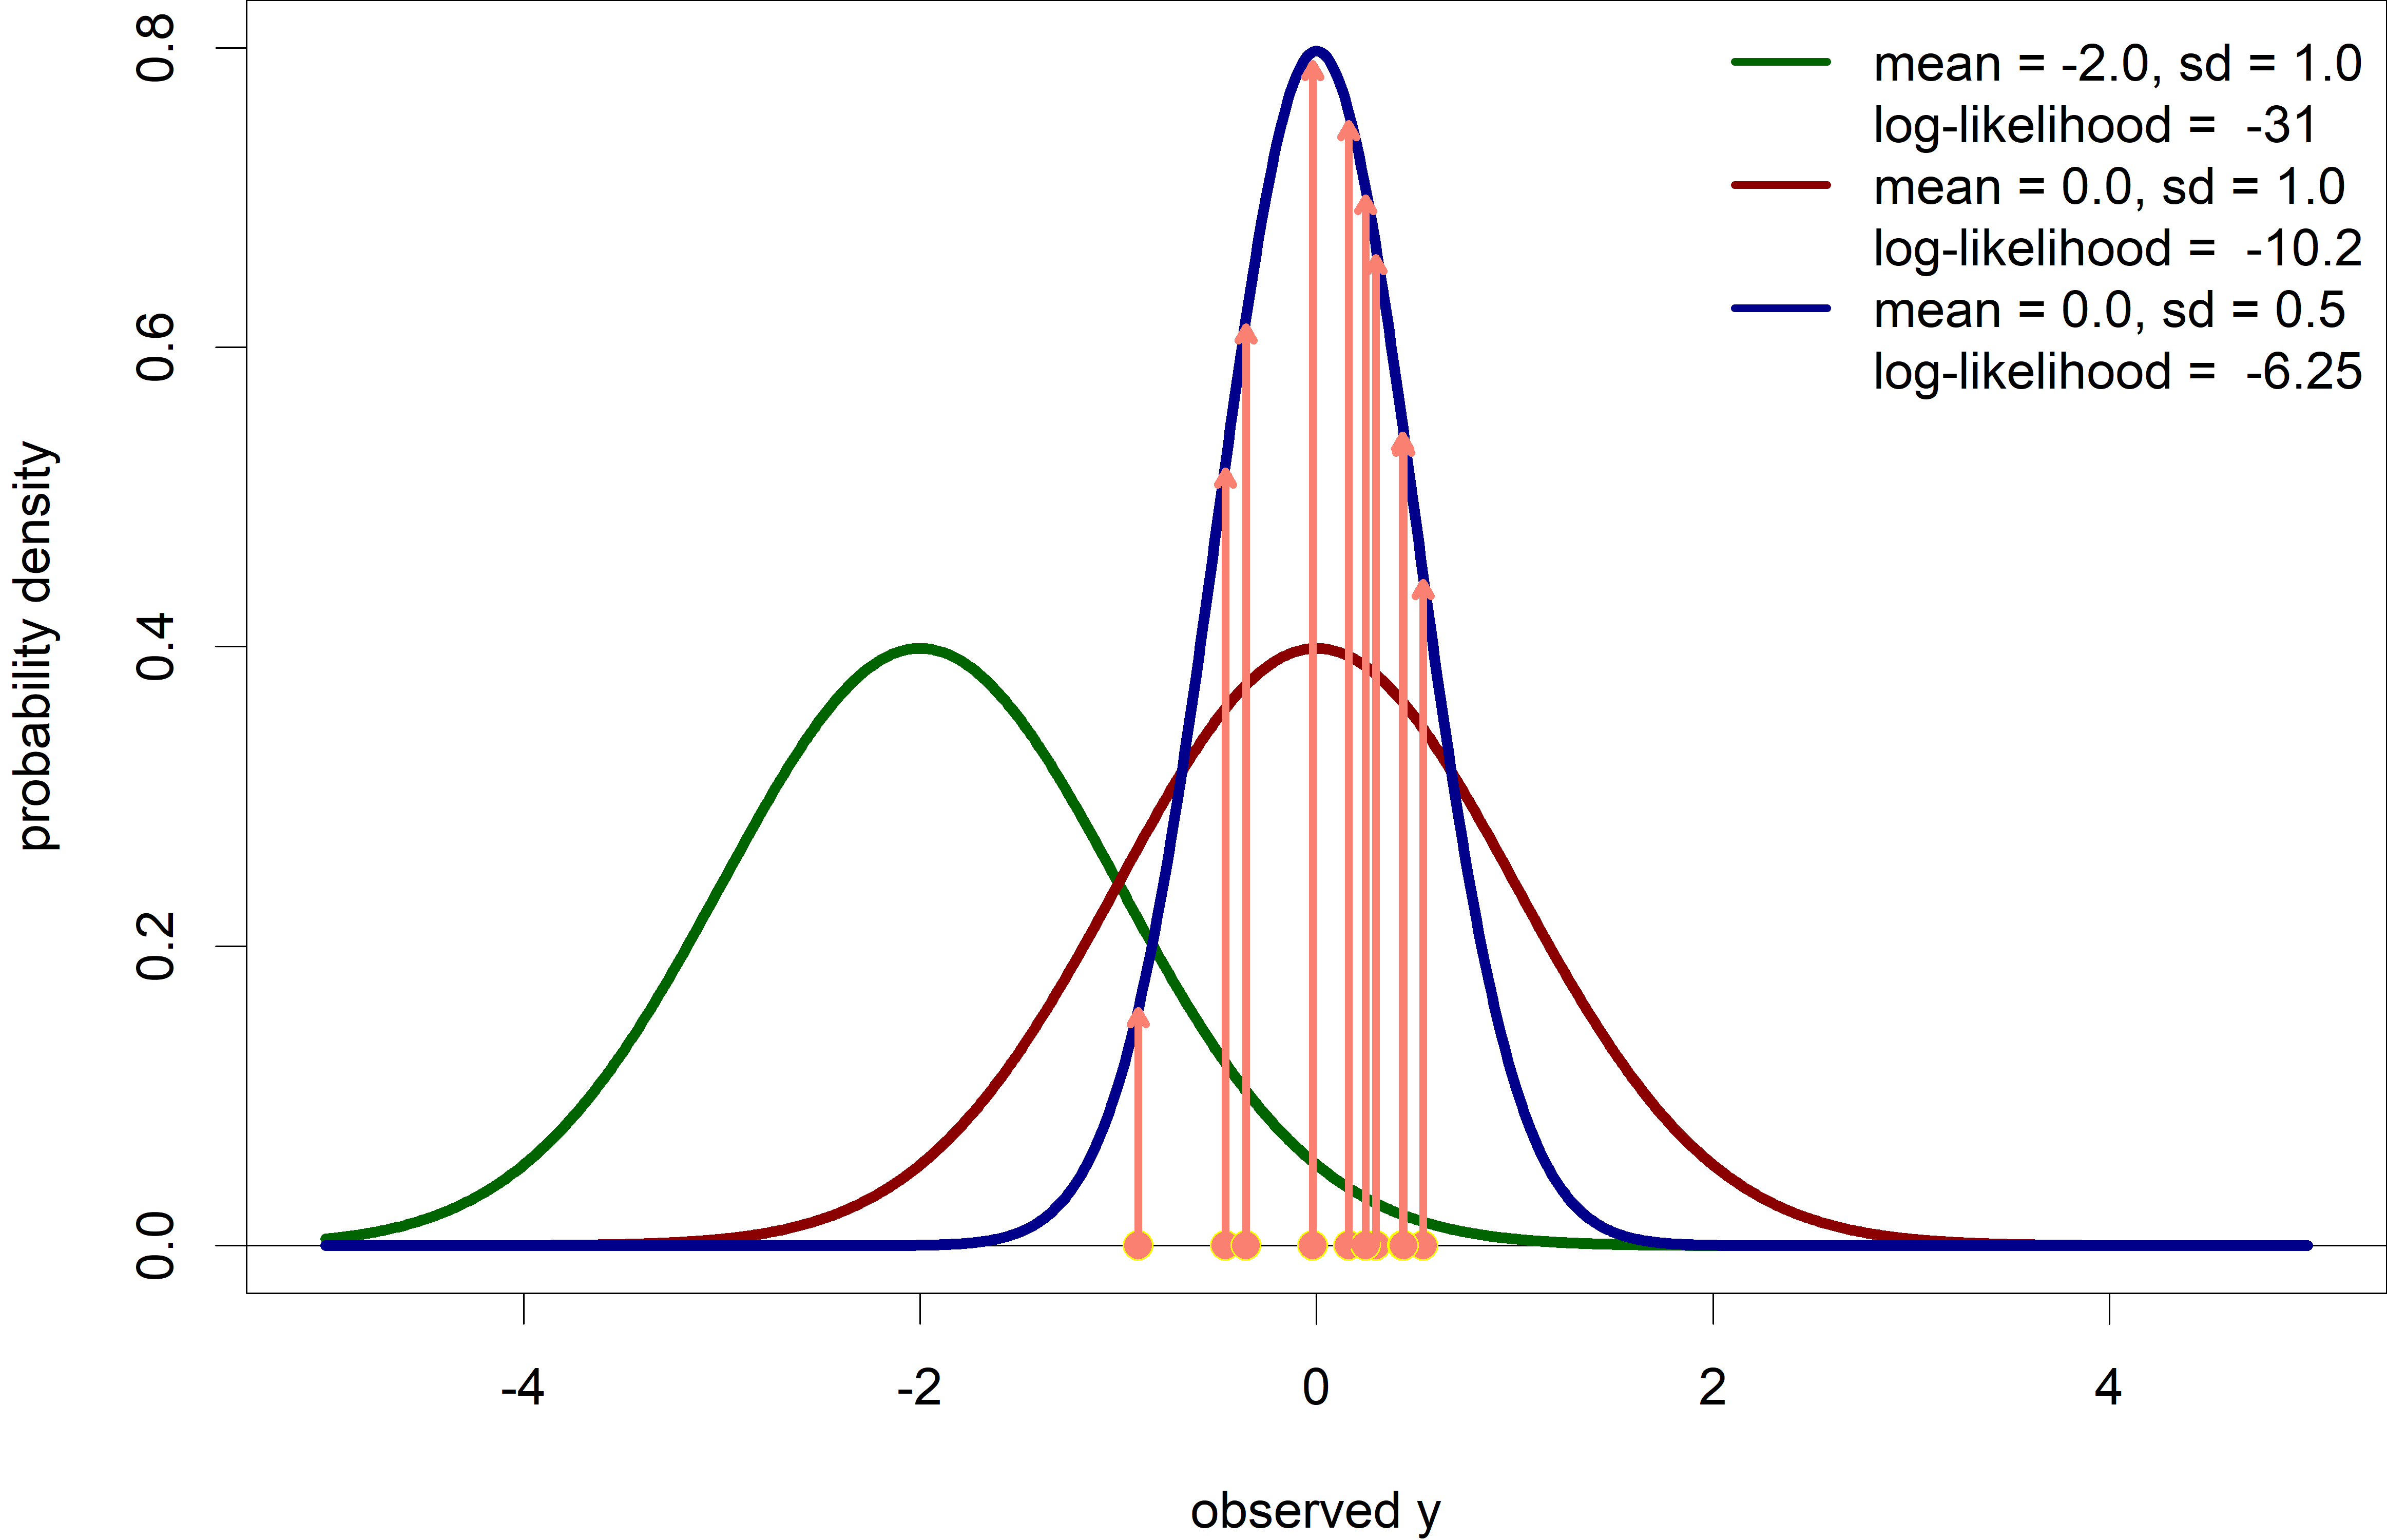 mean = -2.0, sd = 1.0
log-likelihood =  -31
mean = 0.0, sd = 1.0
log-likelihood =  -10.2
mean = 0.0, sd = 0.5
log-likelihood =  -6.25
probability density
0.8
0.6
0.4
0.2
0.0
-4 -2 0 2 4
observed y